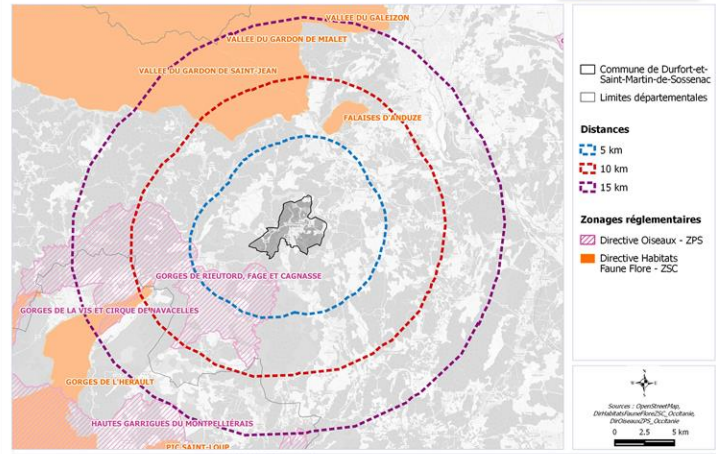 VALLEE DU GALEIZON
VALLEE DU GARDON DE MIALET
VALLEE DU GARDON DE SAINT-JEAN
FALAISES D'ANDUZE
GORGES DE RIEUTORD, FAGE ET CAGNASSE
GORGES DE LA VIS ET CIRQUE DE NAVACELLES
GORGES DE L'HERAULT
HAUTES GARRIGUES DU MONTPELLIÉRAIS
PIC SAINT-LOUP
Commune de Durfort-et-
Saint-Martin-de-Sossenac
Limites départementales
Distances
5 km
10 km
15 km
Zonages réglementaires
Directive Oiseaux - ZPS
Directive Habitats
Faune Flore - ZSC
Sources : OpenStreetMap,
DirHabitatsFauneFloreZSC_Occitanie,
DirOiseauxZPS_Occitanie
0 2.5 5 km